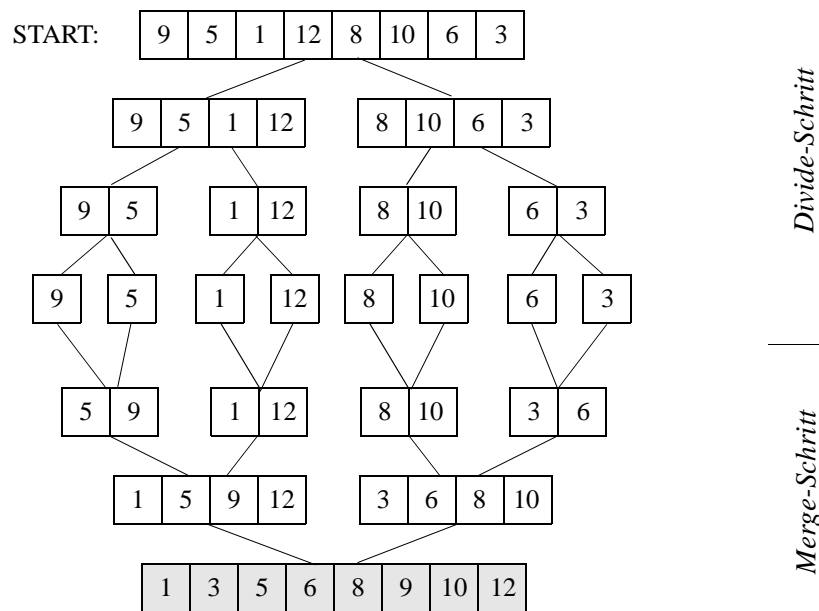 START: 9 5 1 12 8 10 6 3
9 5 1 12 8 10 6 3
9 5 1 12 8 10 6 3
9 5 1 12 8 10 6 3
5 9 1 12 8 10 3 6
1 5 9 12 3 6 8 10
1 3 5 6 8 9 10 12
Divide-Schritt
Merge-Schritt